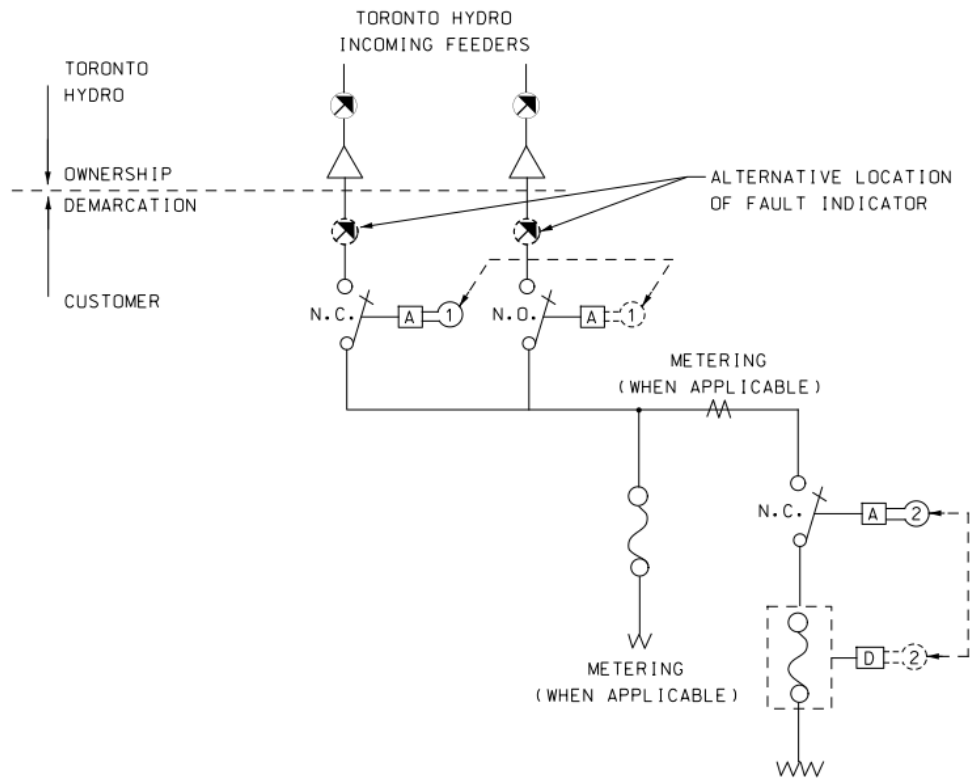 TORONTO HYDRO
INCOMING FEEDERS
TORONTO
HYDRO
OWNERSHIP
DEMARCATION
CUSTOMER
ALTERNATIVE LOCATION
OF FAULT INDICATOR
N.C.
A
1
N.O.
A
1
METERING
(WHEN APPLICABLE)
N.C.
A
2
METERING
(WHEN APPLICABLE)
D
2